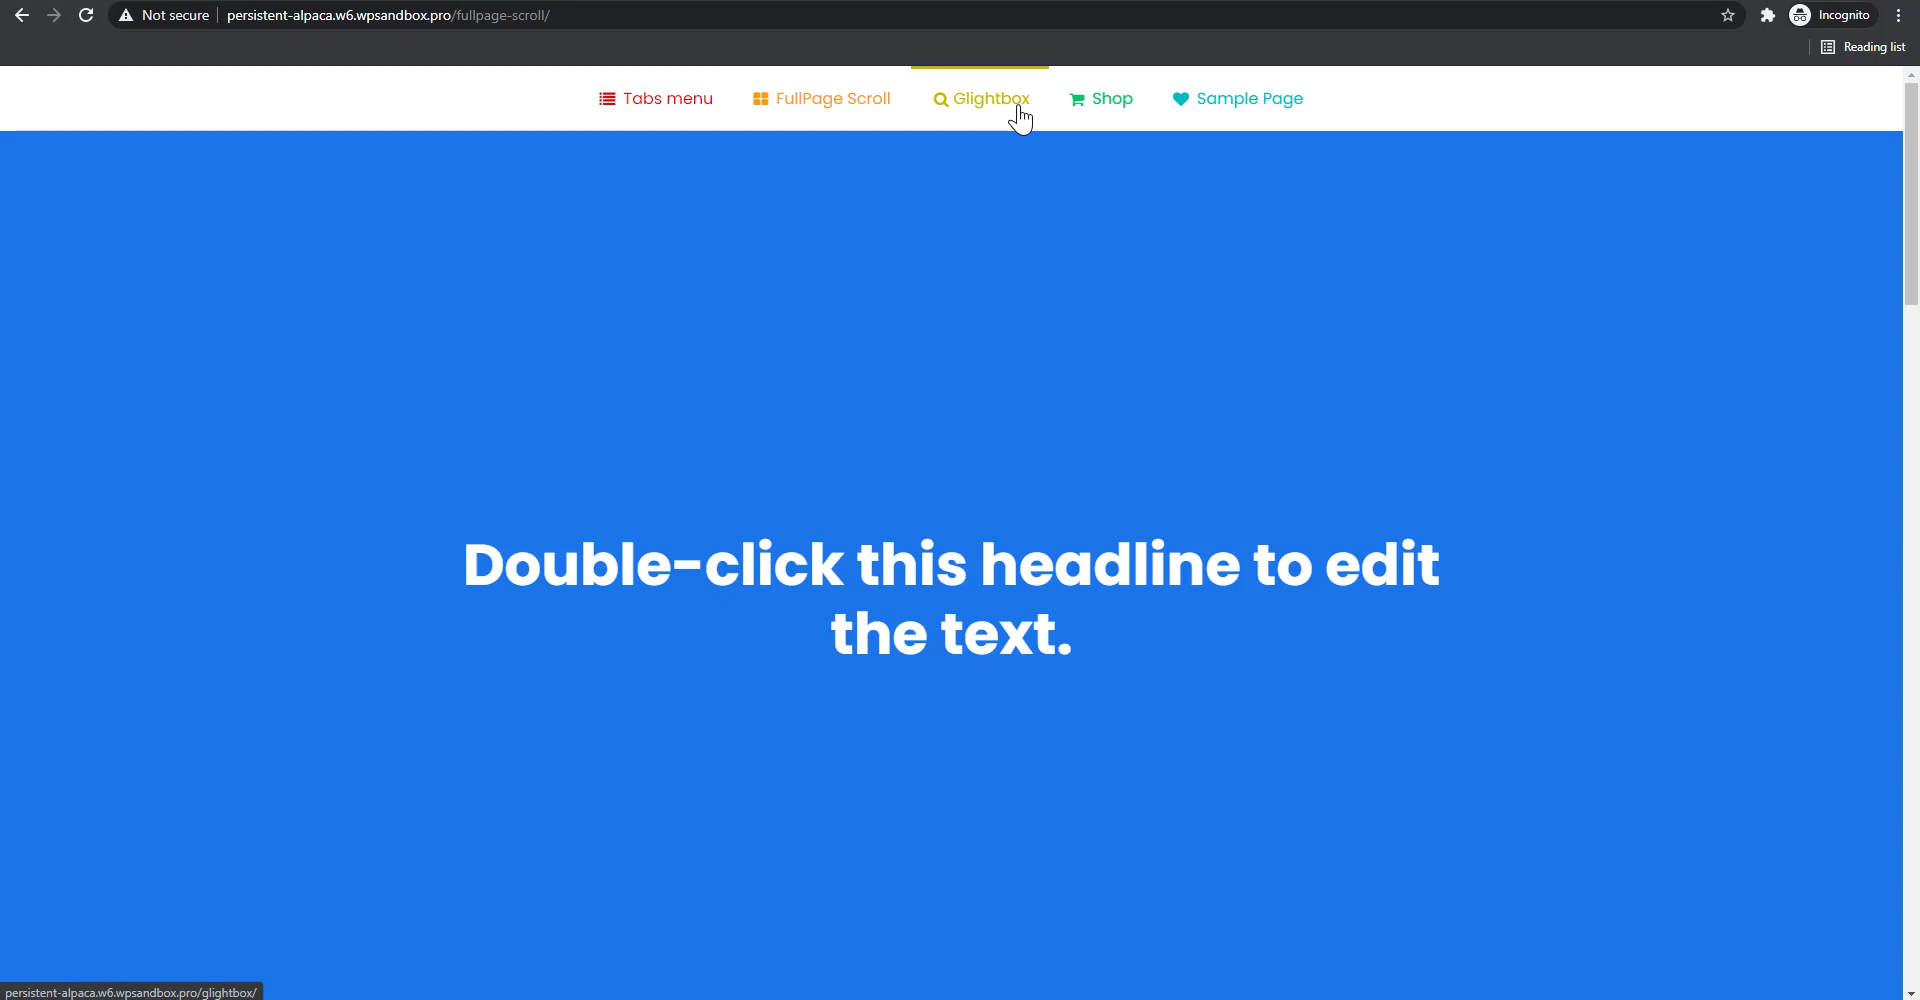 Not secure persistent-alpaca.w6.wpsandbox.pro/fullpage-scroll/ Incognito
Reading list
Tabs menu FullPage Scroll Glightbox Shop Sample Page
Double-click this headline to edit
the text.
persistent-alpaca.w6.wpsandbox.pro/glightbox/